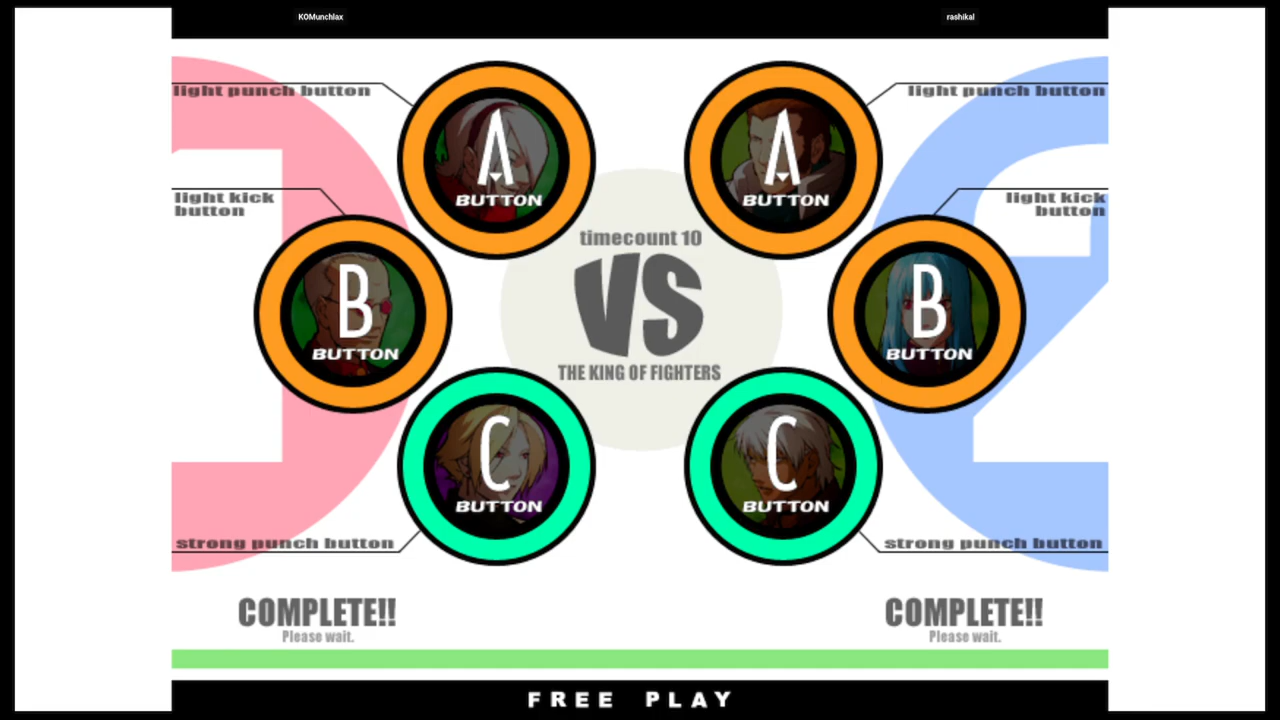 KOMunchlax
rashikal
light punch button
light punch button
A
BUTTON
A
BUTTON
light kick
button
light kick
button
timecount 10
VS
THE KING OF FIGHTERS
B
BUTTON
B
BUTTON
C
BUTTON
C
BUTTON
strong punch button
strong punch button
COMPLETE!!
Please wait.
COMPLETE!!
Please wait.
FREE PLAY